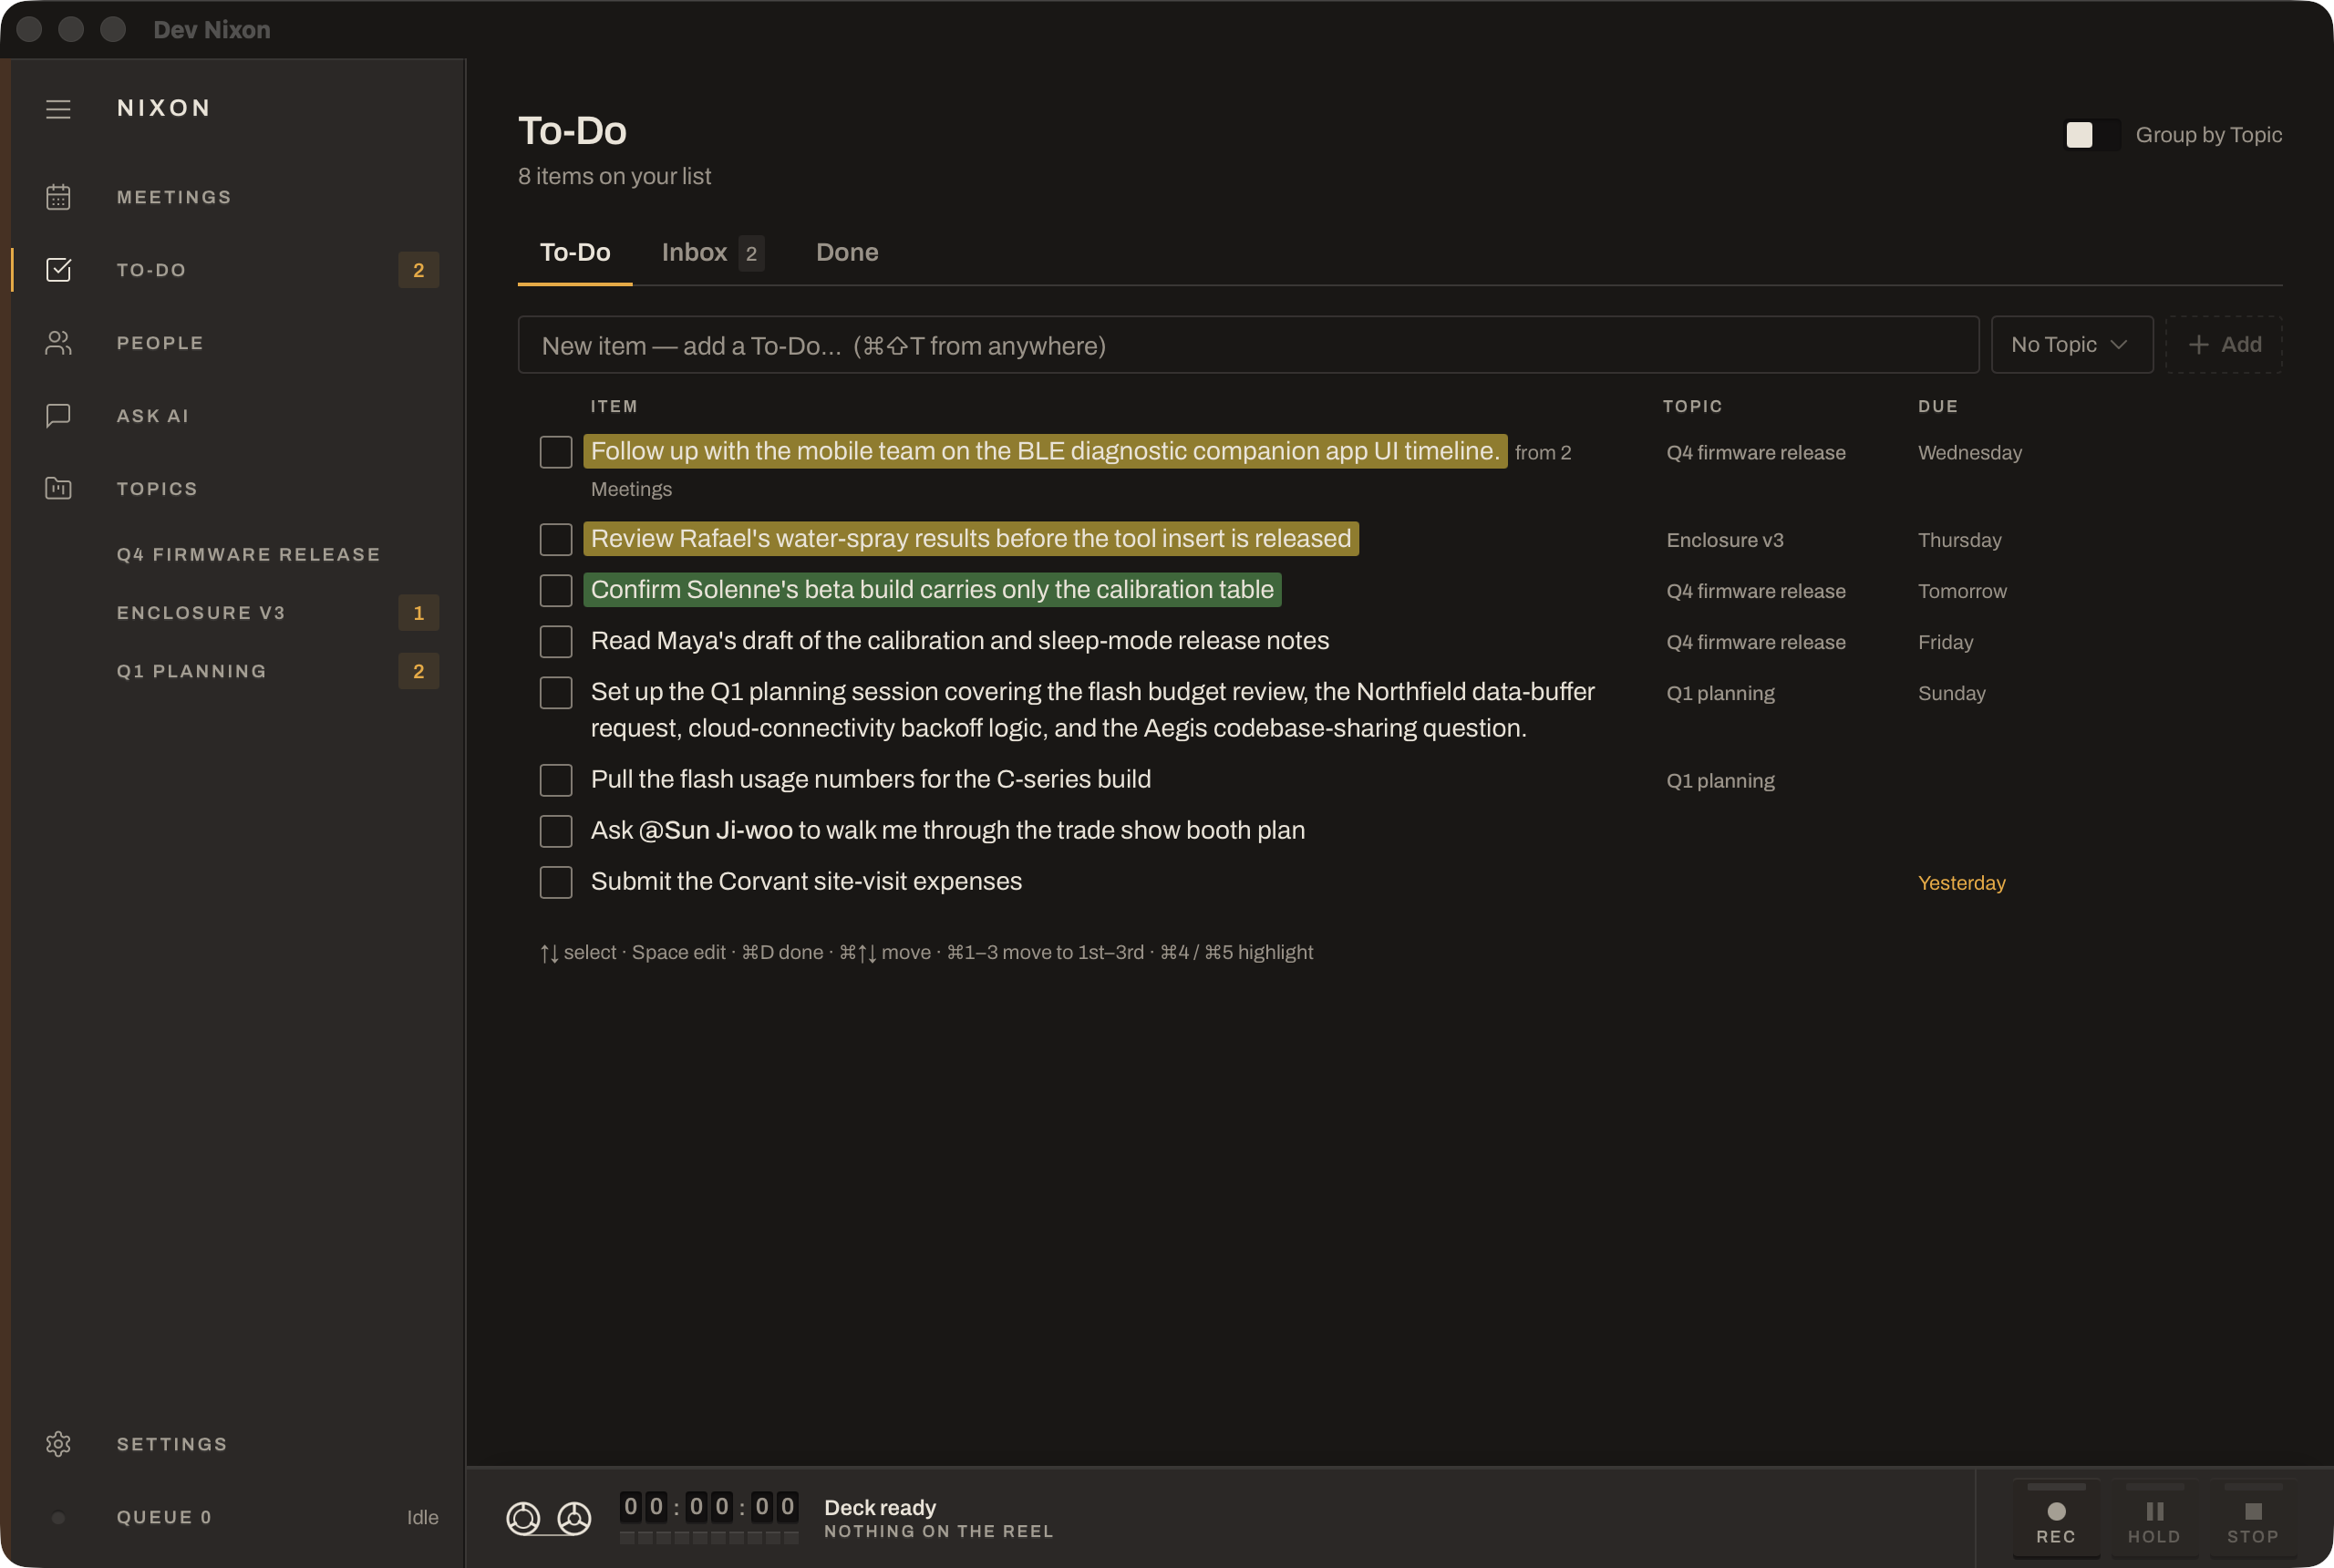 Dev Nixon
NIXON
MEETINGS
TO-DO 2
PEOPLE
ASK AI
TOPICS
Q4 FIRMWARE RELEASE
ENCLOSURE V3 1
Q1 PLANNING 2
SETTINGS
QUEUE 0 Idle
To-Do
8 items on your list
Group by Topic
To-Do Inbox 2 Done
New item — add a To-Do… (⌘⇧T from anywhere) No Topic + Add
ITEM TOPIC DUE
Follow up with the mobile team on the BLE diagnostic companion app UI timeline. from 2 Q4 firmware release Wednesday
Meetings
Review Rafael's water-spray results before the tool insert is released Enclosure v3 Thursday
Confirm Solenne's beta build carries only the calibration table Q4 firmware release Tomorrow
Read Maya's draft of the calibration and sleep-mode release notes Q4 firmware release Friday
Set up the Q1 planning session covering the flash budget review, the Northfield data-buffer Q1 planning Sunday
request, cloud-connectivity backoff logic, and the Aegis codebase-sharing question.
Pull the flash usage numbers for the C-series build Q1 planning
Ask @Sun Ji-woo to walk me through the trade show booth plan
Submit the Corvant site-visit expenses Yesterday
↑↓ select · Space edit · ⌘D done · ⌘↑↓ move · ⌘1–3 move to 1st–3rd · ⌘4 / ⌘5 highlight
00:00:00 Deck ready
NOTHING ON THE REEL
REC HOLD STOP